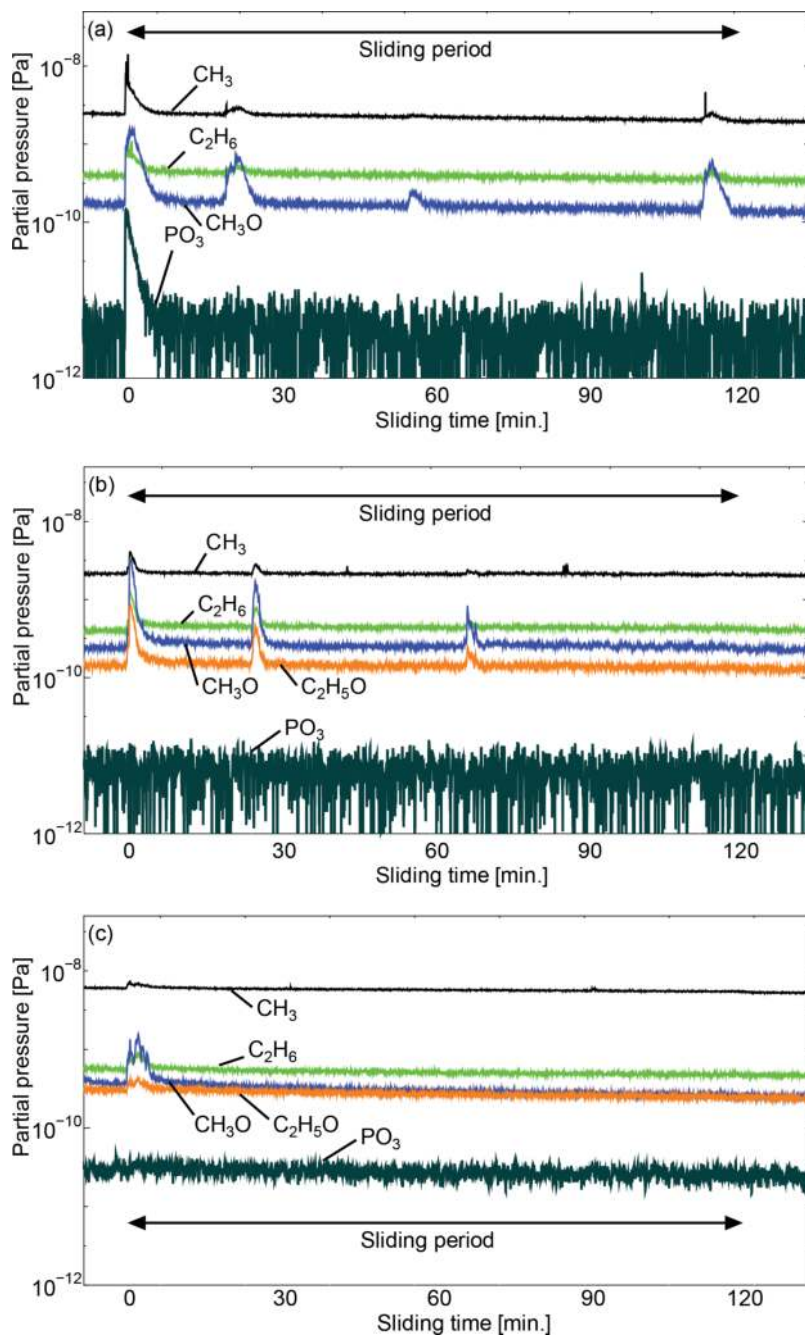 (a)
Sliding period
CH₃
C₂H₆
CH₃O
PO₃
Partial pressure [Pa]
10⁻⁸
10⁻¹⁰
10⁻¹²
0 30 60 90 120
Sliding time [min.]
(b)
Sliding period
CH₃
C₂H₆
CH₃O
C₂H₅O
PO₃
Partial pressure [Pa]
10⁻⁸
10⁻¹⁰
10⁻¹²
0 30 60 90 120
Sliding time [min.]
(c)
CH₃
C₂H₆
CH₃O
C₂H₅O
PO₃
Sliding period
Partial pressure [Pa]
10⁻⁸
10⁻¹⁰
10⁻¹²
0 30 60 90 120
Sliding time [min.]